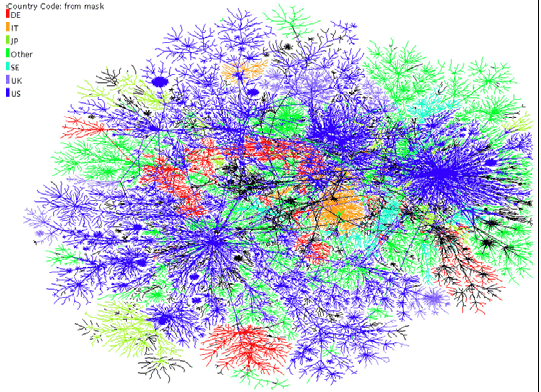 Country Code: from mask
DE
IT
JP
Other
SE
UK
US